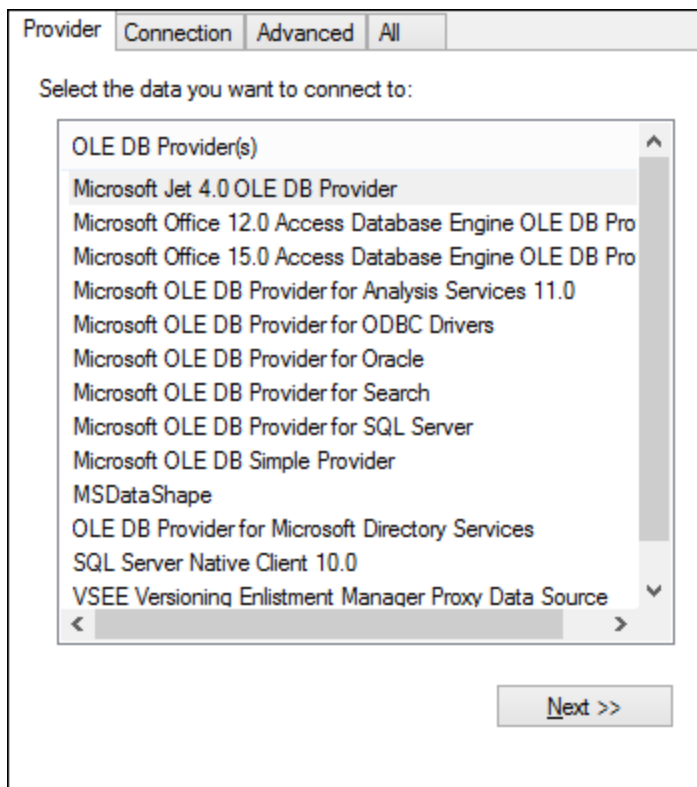 Provider Connection Advanced All
Select the data you want to connect to:
OLE DB Provider(s)
Microsoft Jet 4.0 OLE DB Provider
Microsoft Office 12.0 Access Database Engine OLE DB Pro
Microsoft Office 15.0 Access Database Engine OLE DB Pro
Microsoft OLE DB Provider for Analysis Services 11.0
Microsoft OLE DB Provider for ODBC Drivers
Microsoft OLE DB Provider for Oracle
Microsoft OLE DB Provider for Search
Microsoft OLE DB Provider for SQL Server
Microsoft OLE DB Simple Provider
MSDataShape
OLE DB Provider for Microsoft Directory Services
SQL Server Native Client 10.0
VSEE Versioning Enlistment Manager Proxy Data Source
Next >>